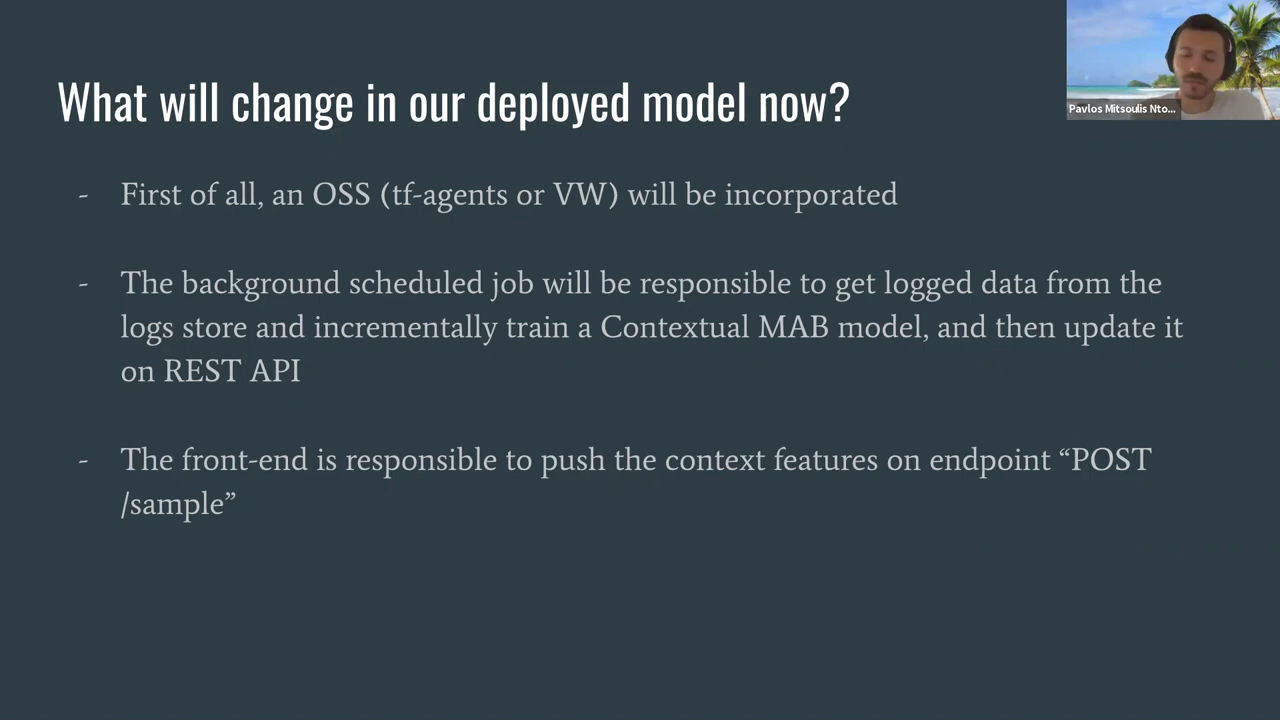 What will change in our deployed model now?
Pavlos Mitsoulis Nto...
- First of all, an OSS (tf-agents or VW) will be incorporated
- The background scheduled job will be responsible to get logged data from the
logs store and incrementally train a Contextual MAB model, and then update it
on REST API
- The front-end is responsible to push the context features on endpoint “POST
/sample”